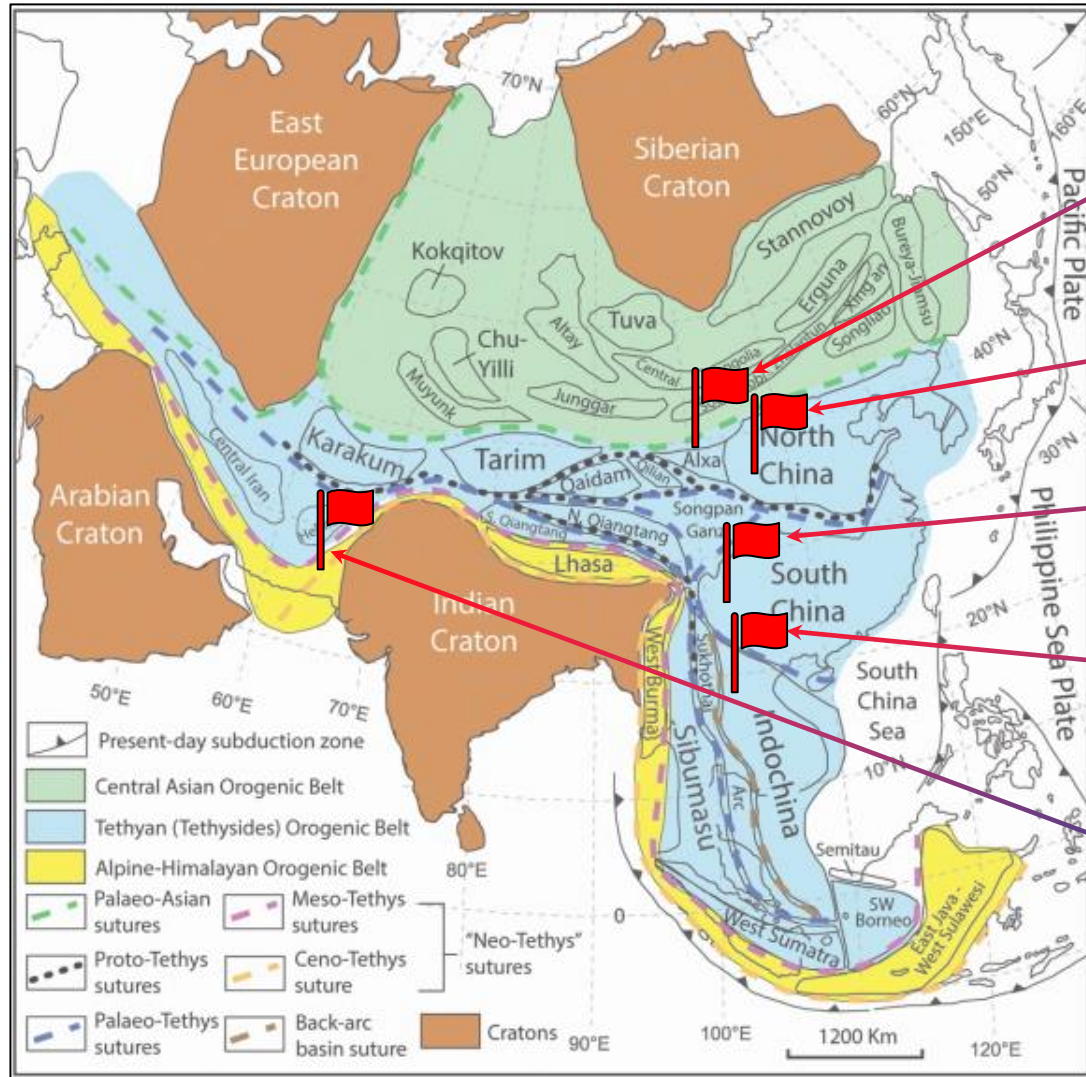 70°N
60°N
150°E
160°E
50°N
40°N
30°N
20°N
10°N
East
European
Craton
Siberian
Craton
Pacific Plate
Philippine Sea Plate
Stannovoy
Bureya-Jiamsu
Erguna
Xing'an
Songliao
Kokqitov
Altay
Tuva
Chu-
Yilli
Central
Muyunk
Junggar
Karakum
Tarim
Qaidam
Qilian
Alxa
North
China
Central Iran
Arabian
Craton
Songpan
N. Qiangtang
S. Qiangtang
Lhasa
South
China
Indian
Craton
West Burma
Sukhothai
Arc
Sibumasu
Indochina
South
China
Sea
50°E
60°E
70°E
80°E
90°E
100°E
120°E
0
Semitau
SW
Borneo
West Sumatra
East Java -
West Sulawesi
Present-day subduction zone
Central Asian Orogenic Belt
Tethyan (Tethysides) Orogenic Belt
Alpine-Himalayan Orogenic Belt
Palaeo-Asian
sutures
Meso-Tethys
sutures
Proto-Tethys
sutures
Ceno-Tethys
suture
"Neo-Tethys"
sutures
Palaeo-Tethys
sutures
Back-arc
basin suture
Cratons
1200 Km